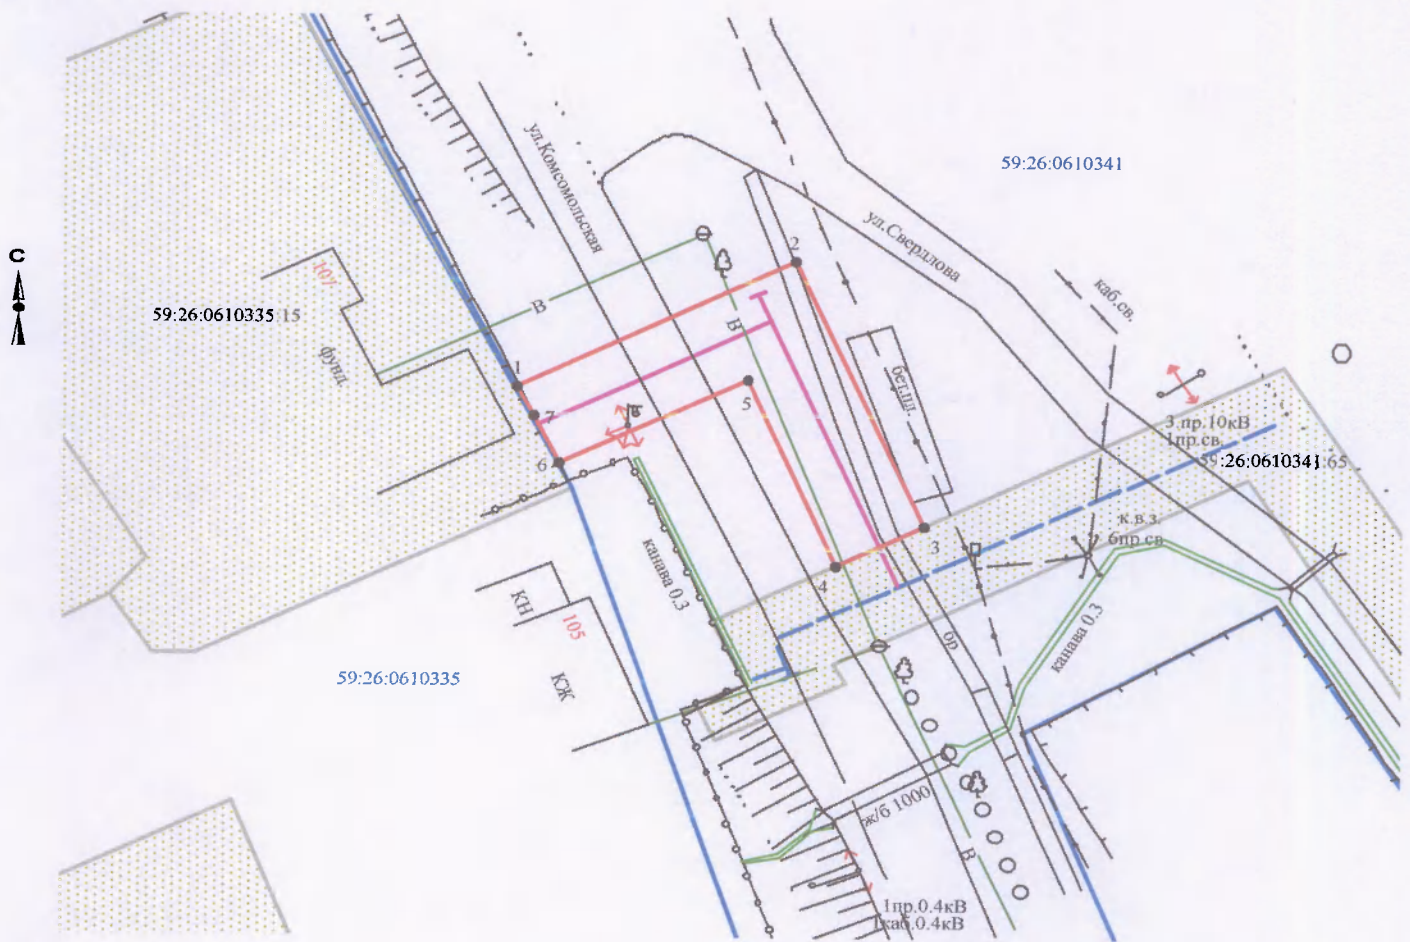 59:26:0610341
ул.Комсомольская
ул.Свердлова
С
2
107
каб.св.
В
В
59:26:0610335:15
фунд.
1
бет.пл.
5
7
3.пр.10кВ
1пр.св.
59:26:0610341:65
6
к.в.з.
6пр.св.
3
канава 0.3
4
КН
105
ор
канава 0.3
59:26:0610335
КЖ
ж/б 1000
В
1пр.0.4кВ
1каб.0.4кВ